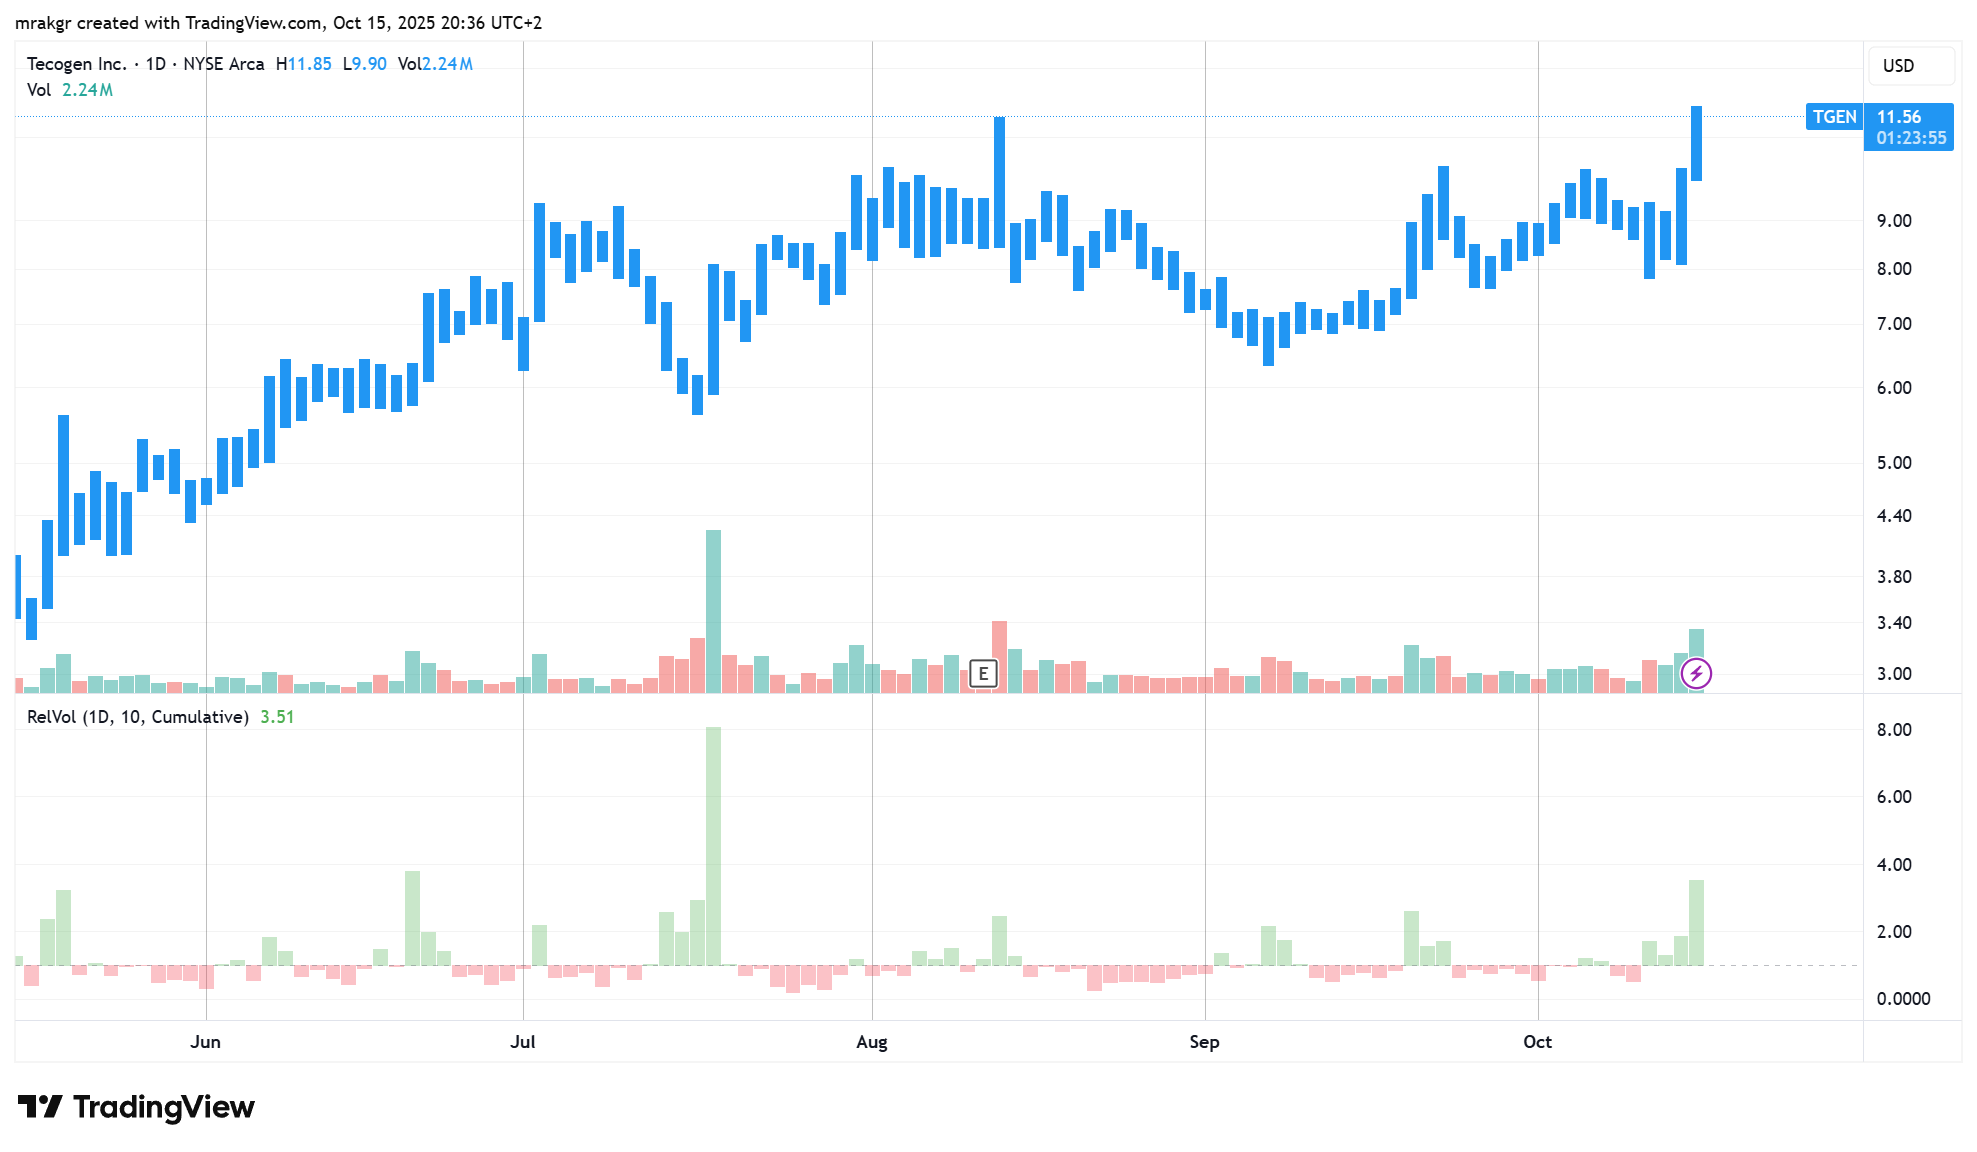 mrakgr created with TradingView.com, Oct 15, 2025 20:36 UTC+2
Tecogen Inc. · 1D · NYSE Arca H11.85 L9.90 Vol2.24M
Vol 2.24M
USD
TGEN 11.56
01:23:55
9.00
8.00
7.00
6.00
5.00
4.40
3.80
3.40
E
3.00
RelVol (1D, 10, Cumulative) 3.51
8.00
6.00
4.00
2.00
0.0000
Jun Jul Aug Sep Oct
TradingView